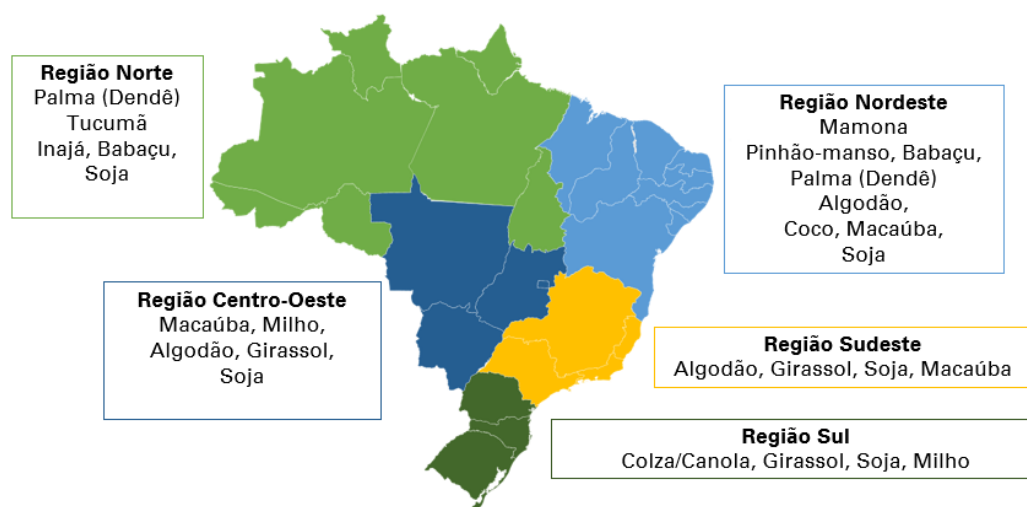 Região Norte
Palma (Dendê)
Tucumã
Inajá, Babaçu,
Soja
Região Nordeste
Mamona
Pinhão-manso, Babaçu,
Palma (Dendê)
Algodão,
Coco, Macaúba,
Soja
Região Centro-Oeste
Macaúba, Milho,
Algodão, Girassol,
Soja
Região Sudeste
Algodão, Girassol, Soja, Macaúba
Região Sul
Colza/Canola, Girassol, Soja, Milho